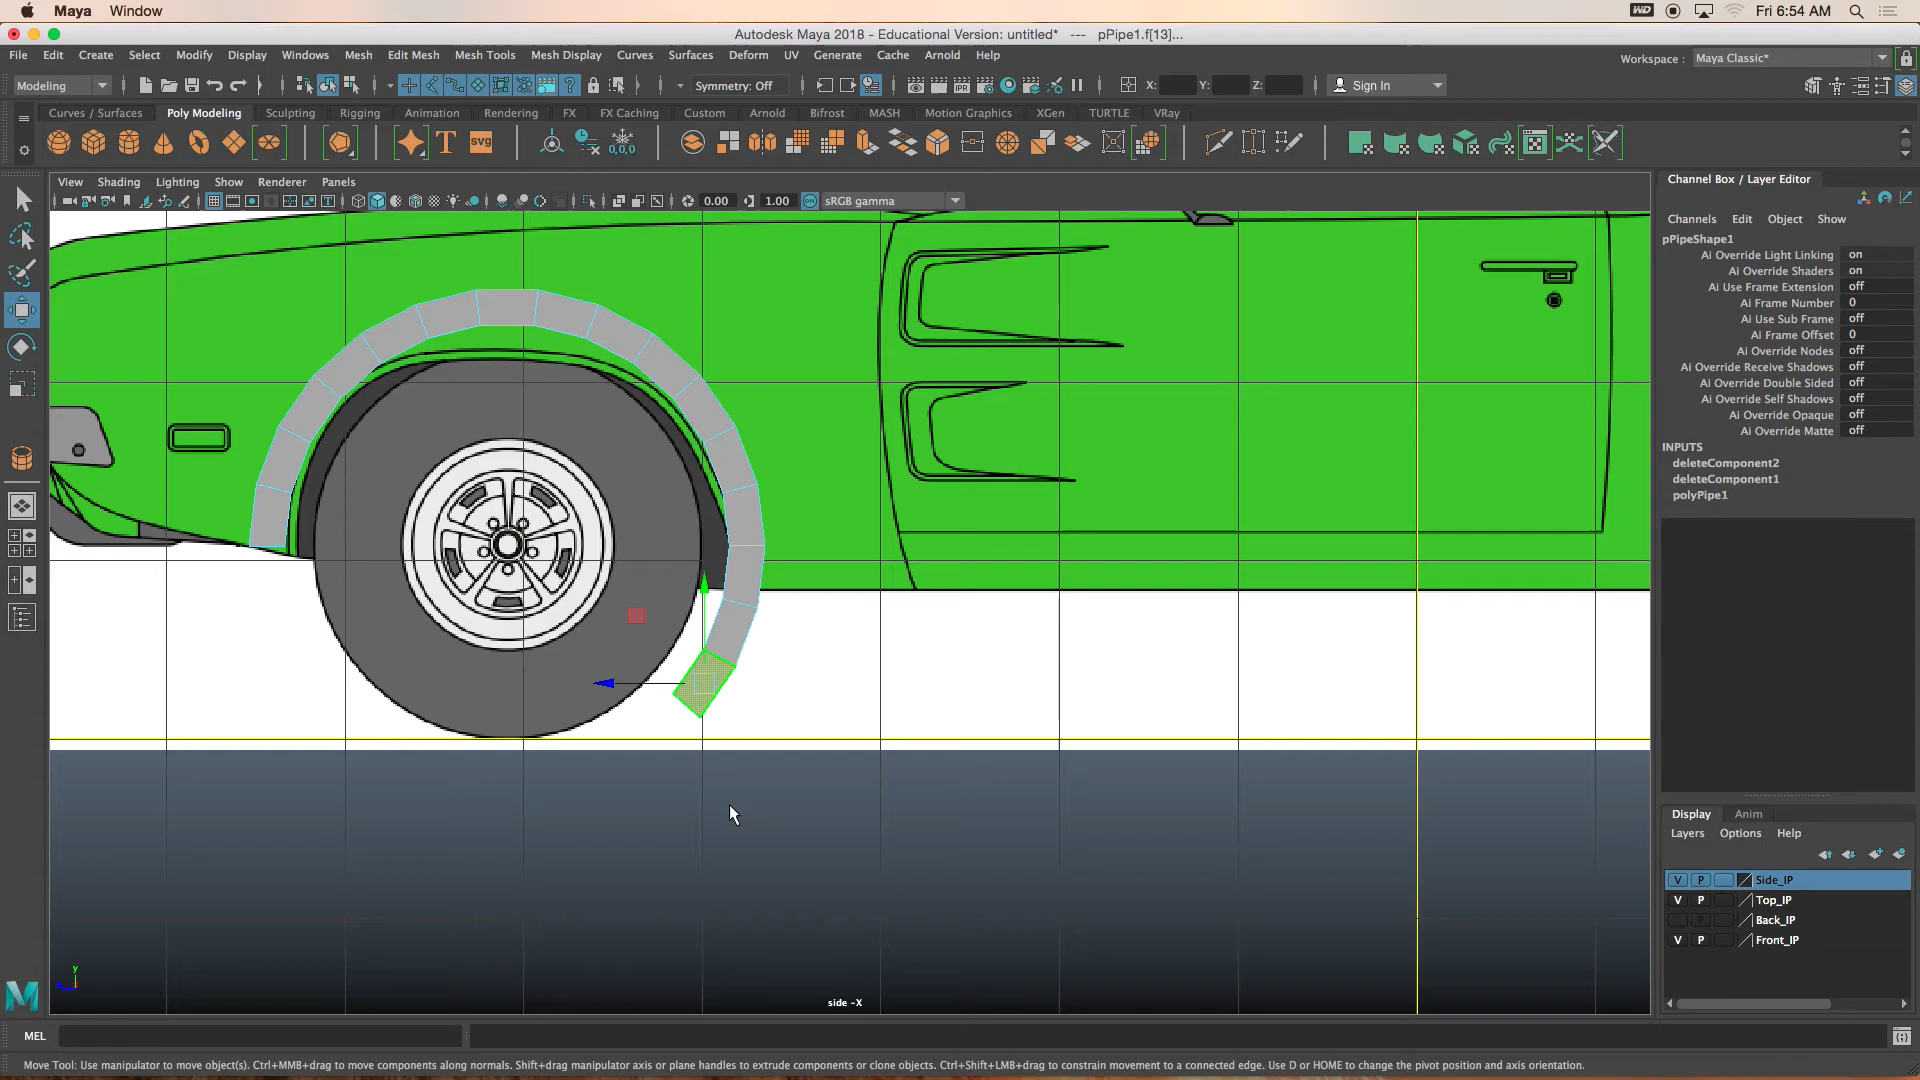 Maya Window WD Fri 6:54 AM
Autodesk Maya 2018 - Educational Version: untitled* --- pPipe1.f[13]...
File Edit Create Select Modify Display Windows Mesh Edit Mesh Mesh Tools Mesh Display Curves Surfaces Deform UV Generate Cache Arnold Help
Workspace : Maya Classic*
Modeling Symmetry: Off X: Y: Z: Sign In
Curves / Surfaces Poly Modeling Sculpting Rigging Animation Rendering FX FX Caching Custom Arnold Bifrost MASH Motion Graphics XGen TURTLE VRay
T SVG 0,0,0 IPR
View Shading Lighting Show Renderer Panels
0.00 1.00 ON sRGB gamma
Channel Box / Layer Editor
Channels Edit Object Show
pPipeShape1
Ai Override Light Linking on
Ai Override Shaders on
Ai Use Frame Extension off
Ai Frame Number 0
Ai Use Sub Frame off
Ai Frame Offset 0
Ai Override Nodes off
Ai Override Receive Shadows off
Ai Override Double Sided off
Ai Override Self Shadows off
Ai Override Opaque off
Ai Override Matte off
INPUTS
deleteComponent2
deleteComponent1
polyPipe1
Display Anim
Layers Options Help
V P Side_IP
V P Top_IP
P Back_IP
V P Front_IP
y
side -X
M
MEL
Move Tool: Use manipulator to move object(s). Ctrl+MMB+drag to move components along normals. Shift+drag manipulator axis or plane handles to extrude components or clone objects. Ctrl+Shift+LMB+drag to constrain movement to a connected edge. Use D or HOME to change the pivot position and axis orientation.